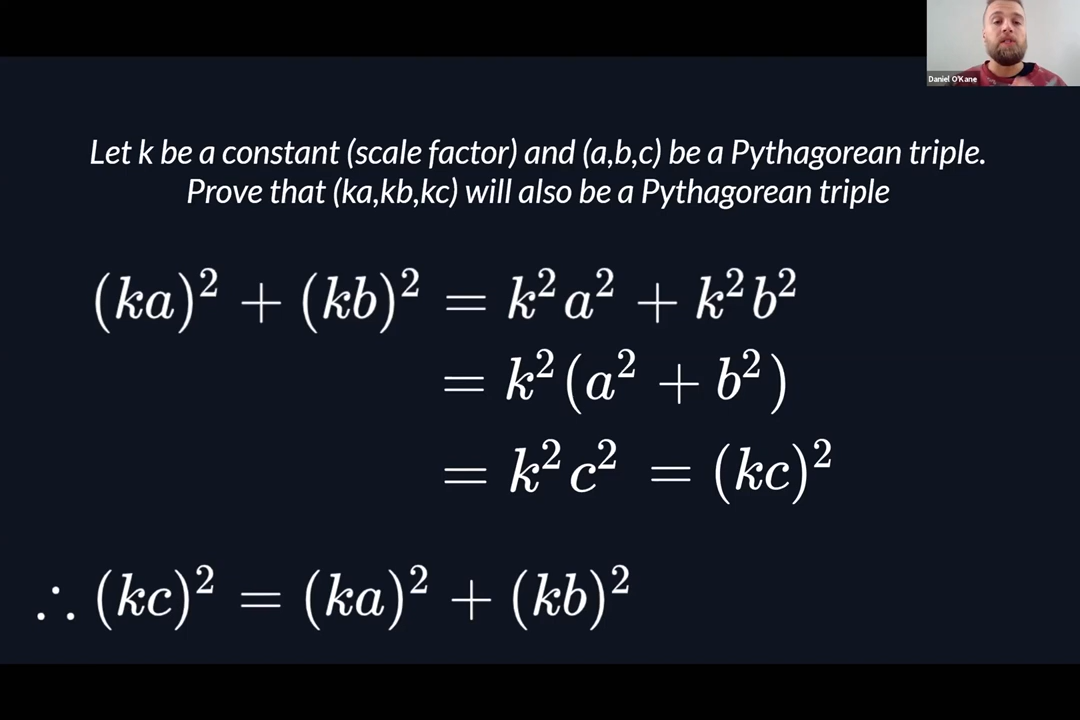 Daniel O'Kane
Let k be a constant (scale factor) and (a,b,c) be a Pythagorean triple.
Prove that (ka,kb,kc) will also be a Pythagorean triple
(ka)² + (kb)² = k²a² + k²b²
= k²(a² + b²)
= k²c² = (kc)²
∴ (kc)² = (ka)² + (kb)²